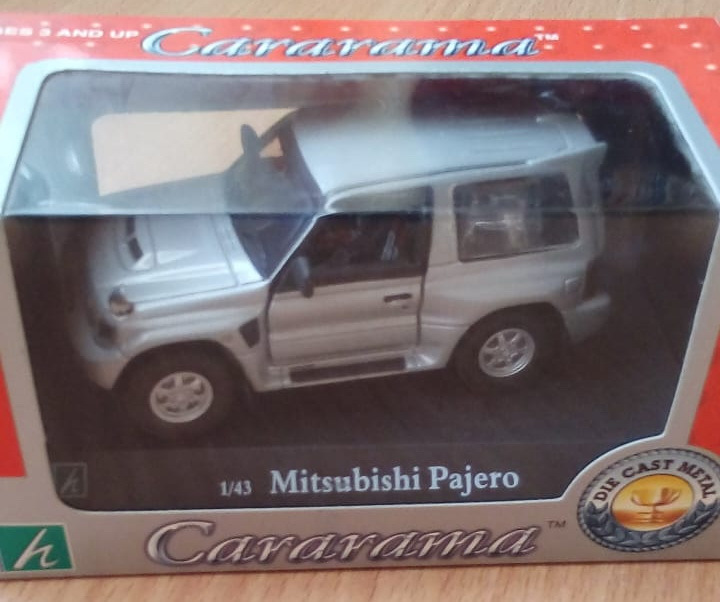 ES 3 AND UP Cararama™
1/43 Mitsubishi Pajero
DIE CAST METAL
h
h Cararama™